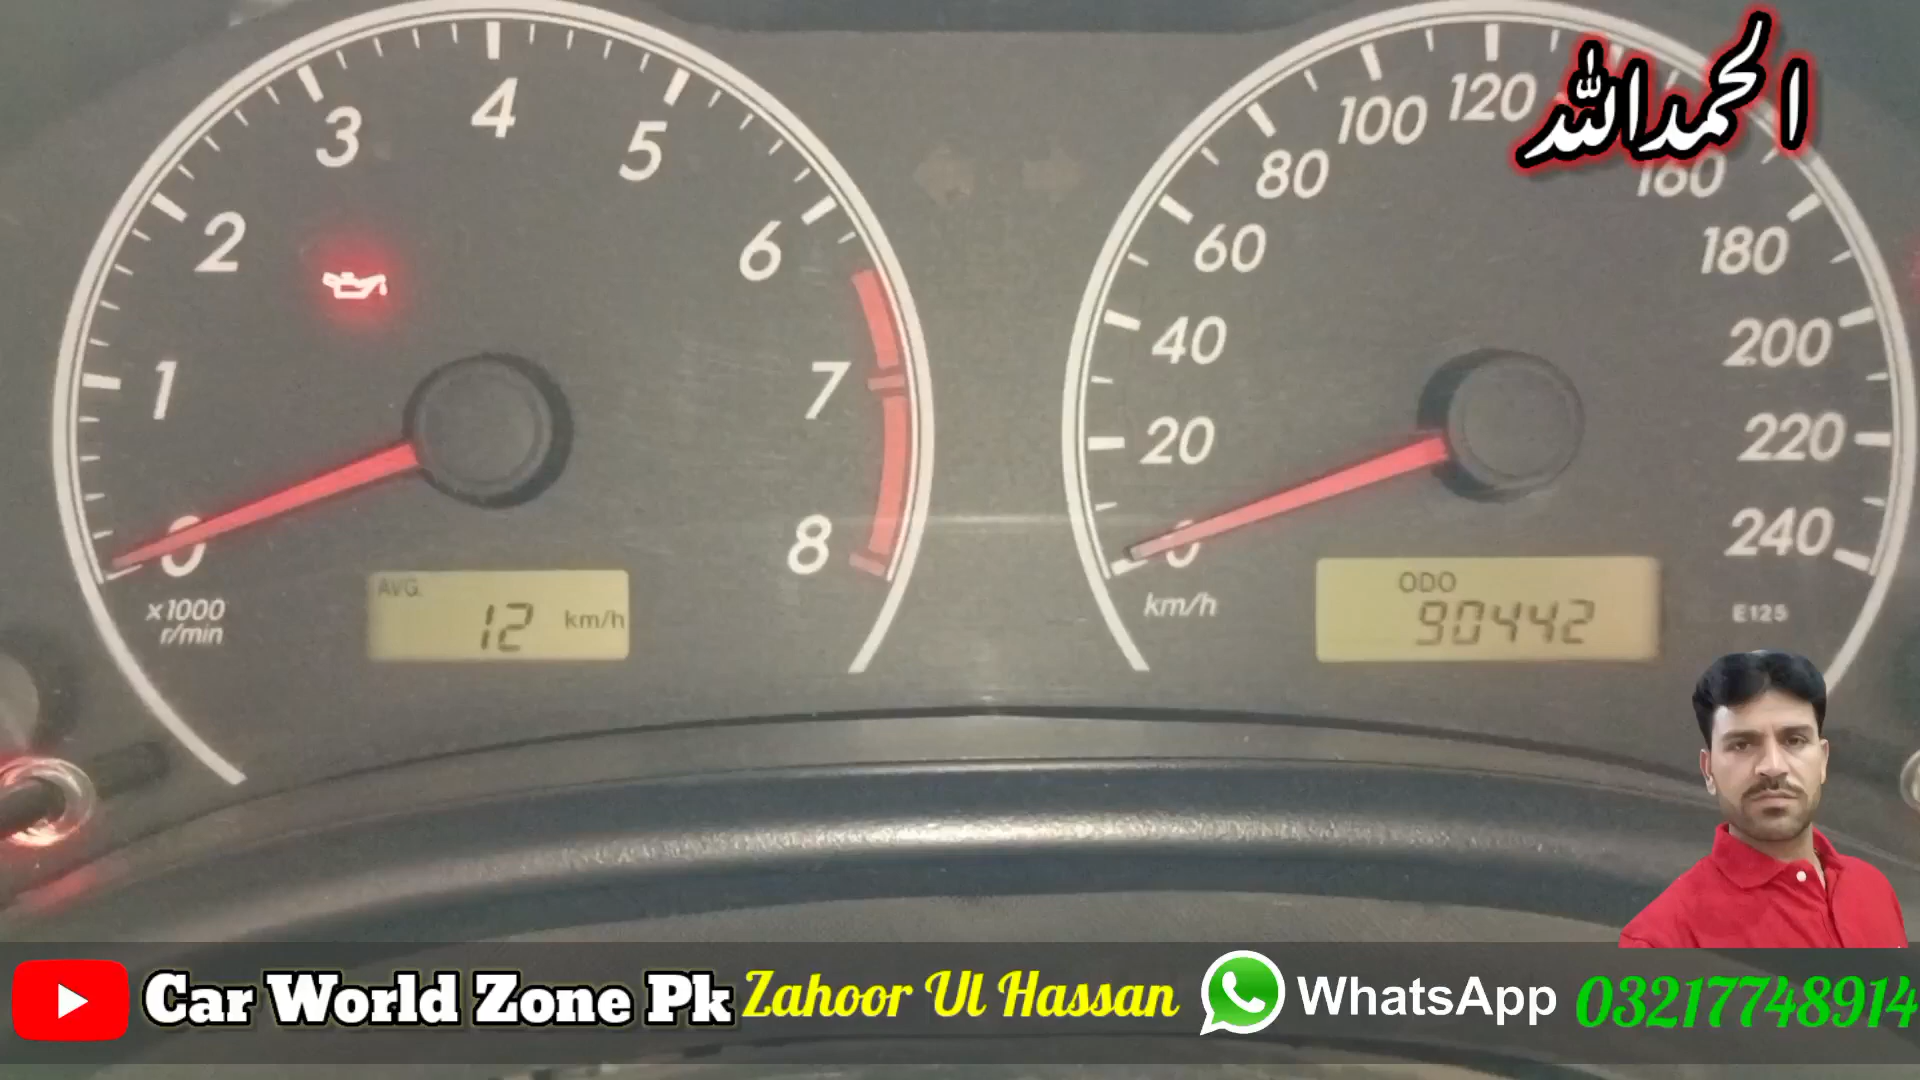 الحمدالله
1
2
3
4
5
6
7
8
0
x1000
r/min
AVG.
12 km/h
0
20
40
60
80
100
120
160
180
200
220
240
km/h
ODO
90442
E125
Car World Zone Pk Zahoor Ul Hassan WhatsApp 03217748914